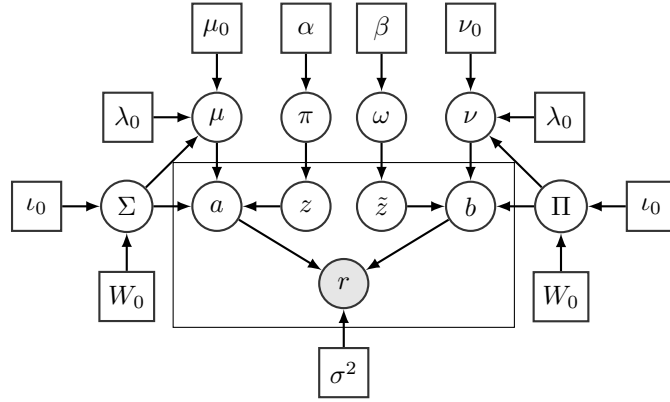 μ₀ α β ν₀
λ₀ μ π ω ν λ₀
ι₀ Σ a z z̃ b Π ι₀
W₀ r W₀
σ²